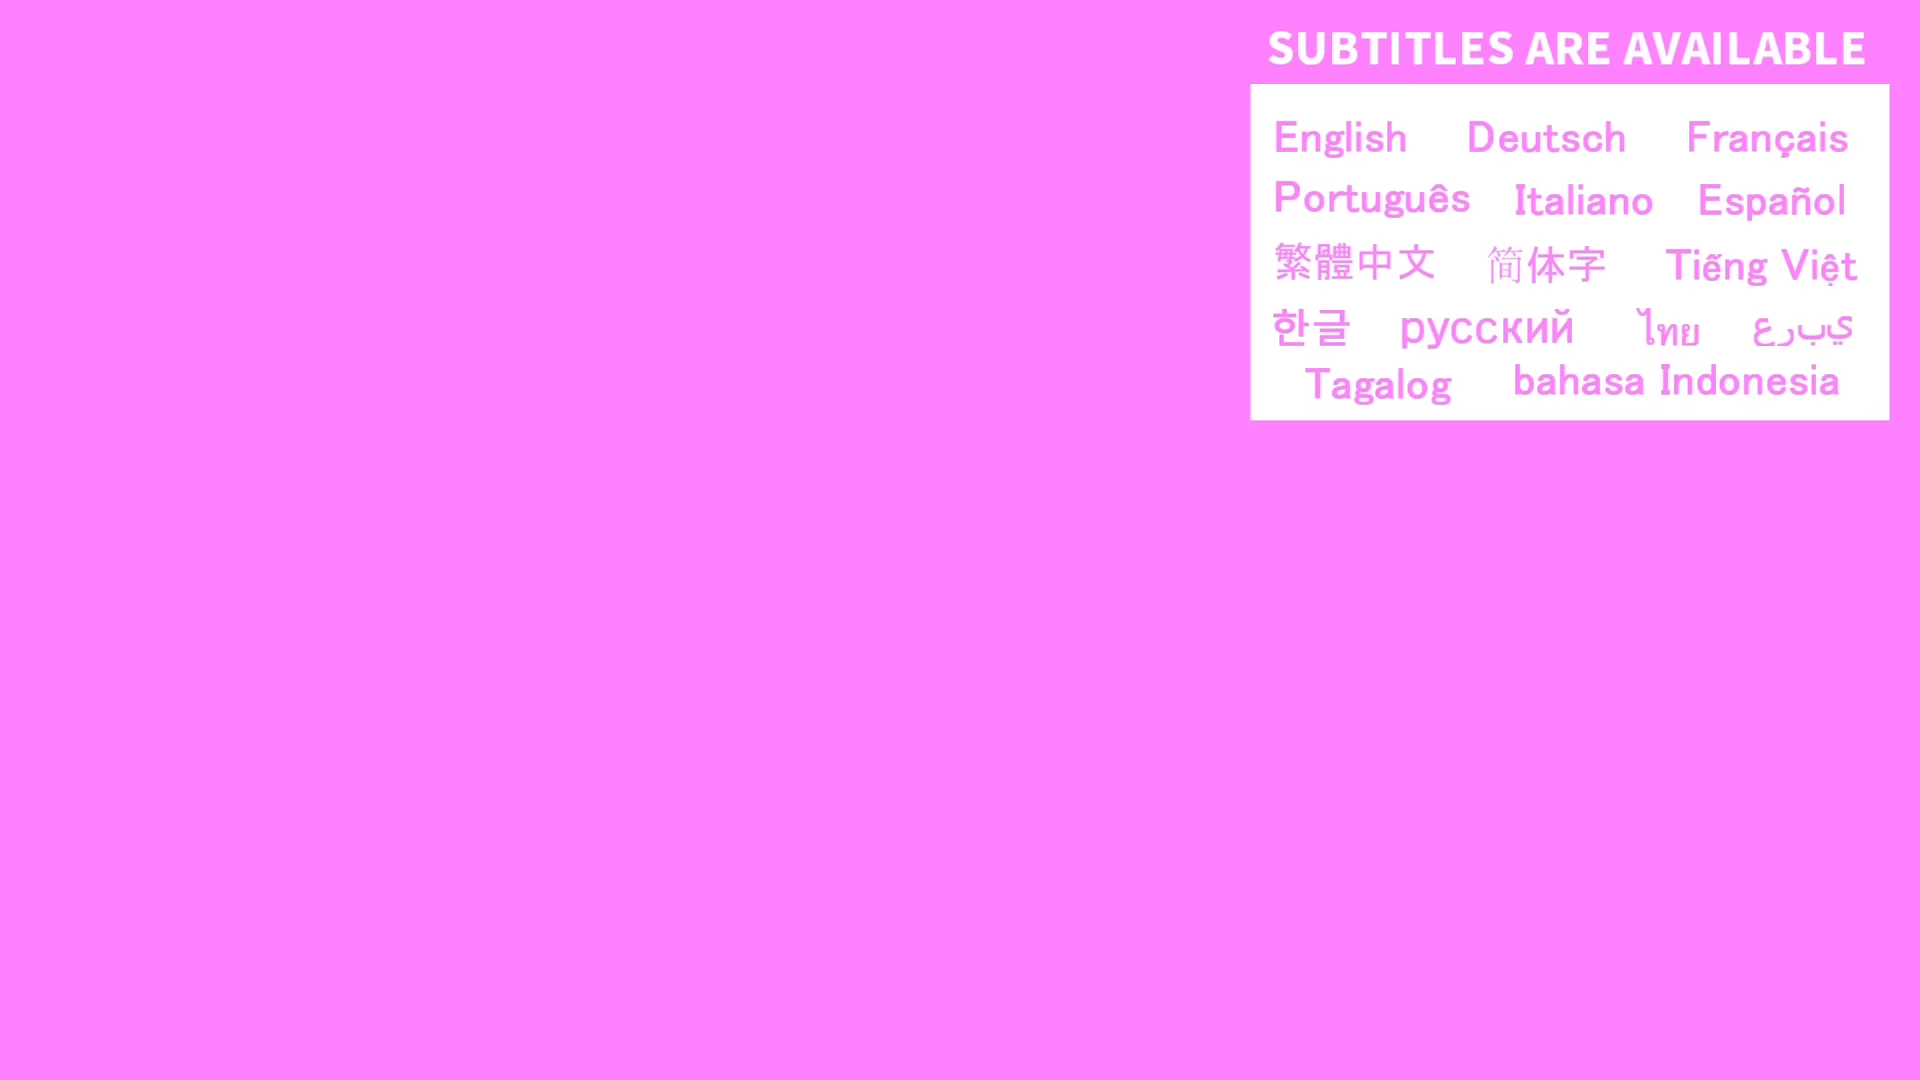 SUBTITLES ARE AVAILABLE
English Deutsch Français
Português Italiano Español
繁體中文 简体字 Tiếng Việt
한글 русский ไทย يبرع
Tagalog bahasa Indonesia